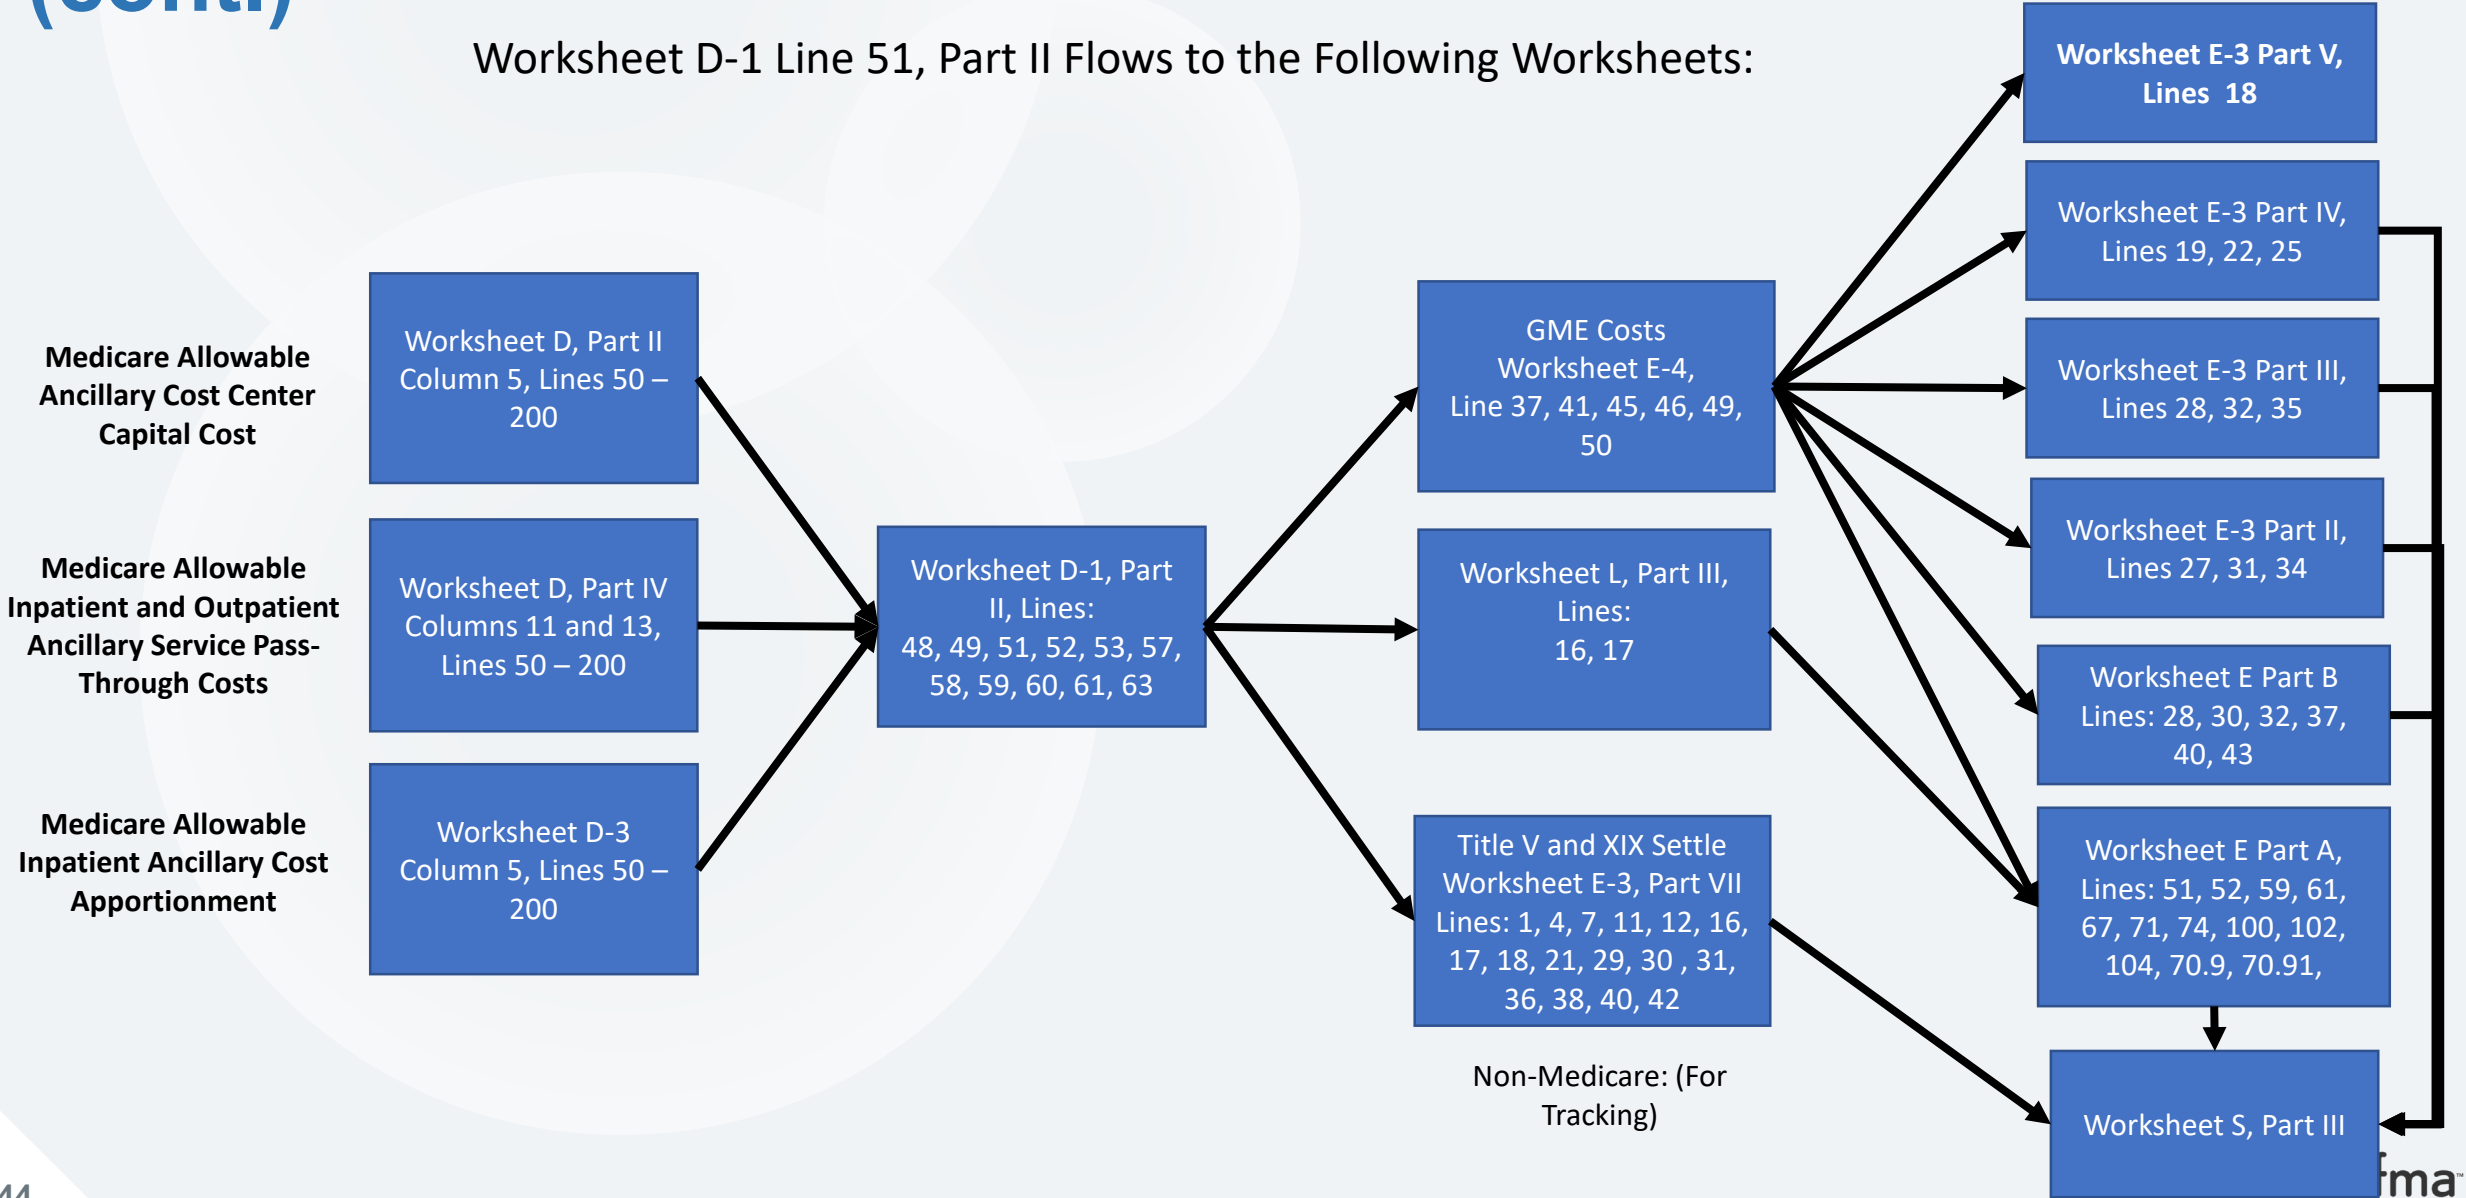 (cont.)
Worksheet D-1 Line 51, Part II Flows to the Following Worksheets:
Medicare Allowable
Ancillary Cost Center
Capital Cost
Medicare Allowable
Inpatient and Outpatient
Ancillary Service Pass-
Through Costs
Medicare Allowable
Inpatient Ancillary Cost
Apportionment
Worksheet D, Part II
Column 5, Lines 50 –
200
Worksheet D, Part IV
Columns 11 and 13,
Lines 50 – 200
Worksheet D-3
Column 5, Lines 50 –
200
Worksheet D-1, Part
II, Lines:
48, 49, 51, 52, 53, 57,
58, 59, 60, 61, 63
GME Costs
Worksheet E-4,
Line 37, 41, 45, 46, 49,
50
Worksheet L, Part III,
Lines:
16, 17
Title V and XIX Settle
Worksheet E-3, Part VII
Lines: 1, 4, 7, 11, 12, 16,
17, 18, 21, 29, 30 , 31,
36, 38, 40, 42
Non-Medicare: (For
Tracking)
Worksheet E-3 Part V,
Lines  18
Worksheet E-3 Part IV,
Lines 19, 22, 25
Worksheet E-3 Part III,
Lines 28, 32, 35
Worksheet E-3 Part II,
Lines 27, 31, 34
Worksheet E Part B
Lines: 28, 30, 32, 37,
40, 43
Worksheet E Part A,
Lines: 51, 52, 59, 61,
67, 71, 74, 100, 102,
104, 70.9, 70.91,
Worksheet S, Part III
44
fma™